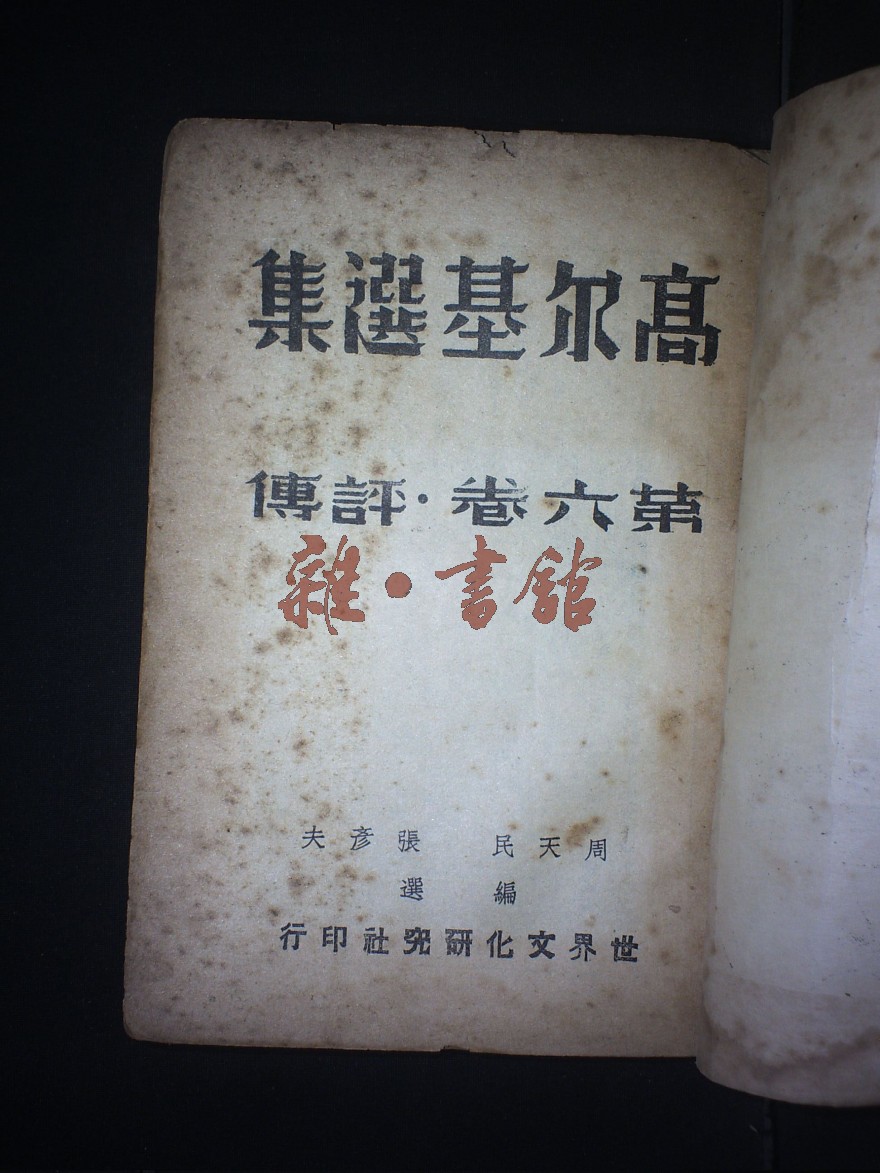 高尔基選集
第六卷·評傳
雜·書館
周天民 張彥夫
編選
世界文化研究社印行